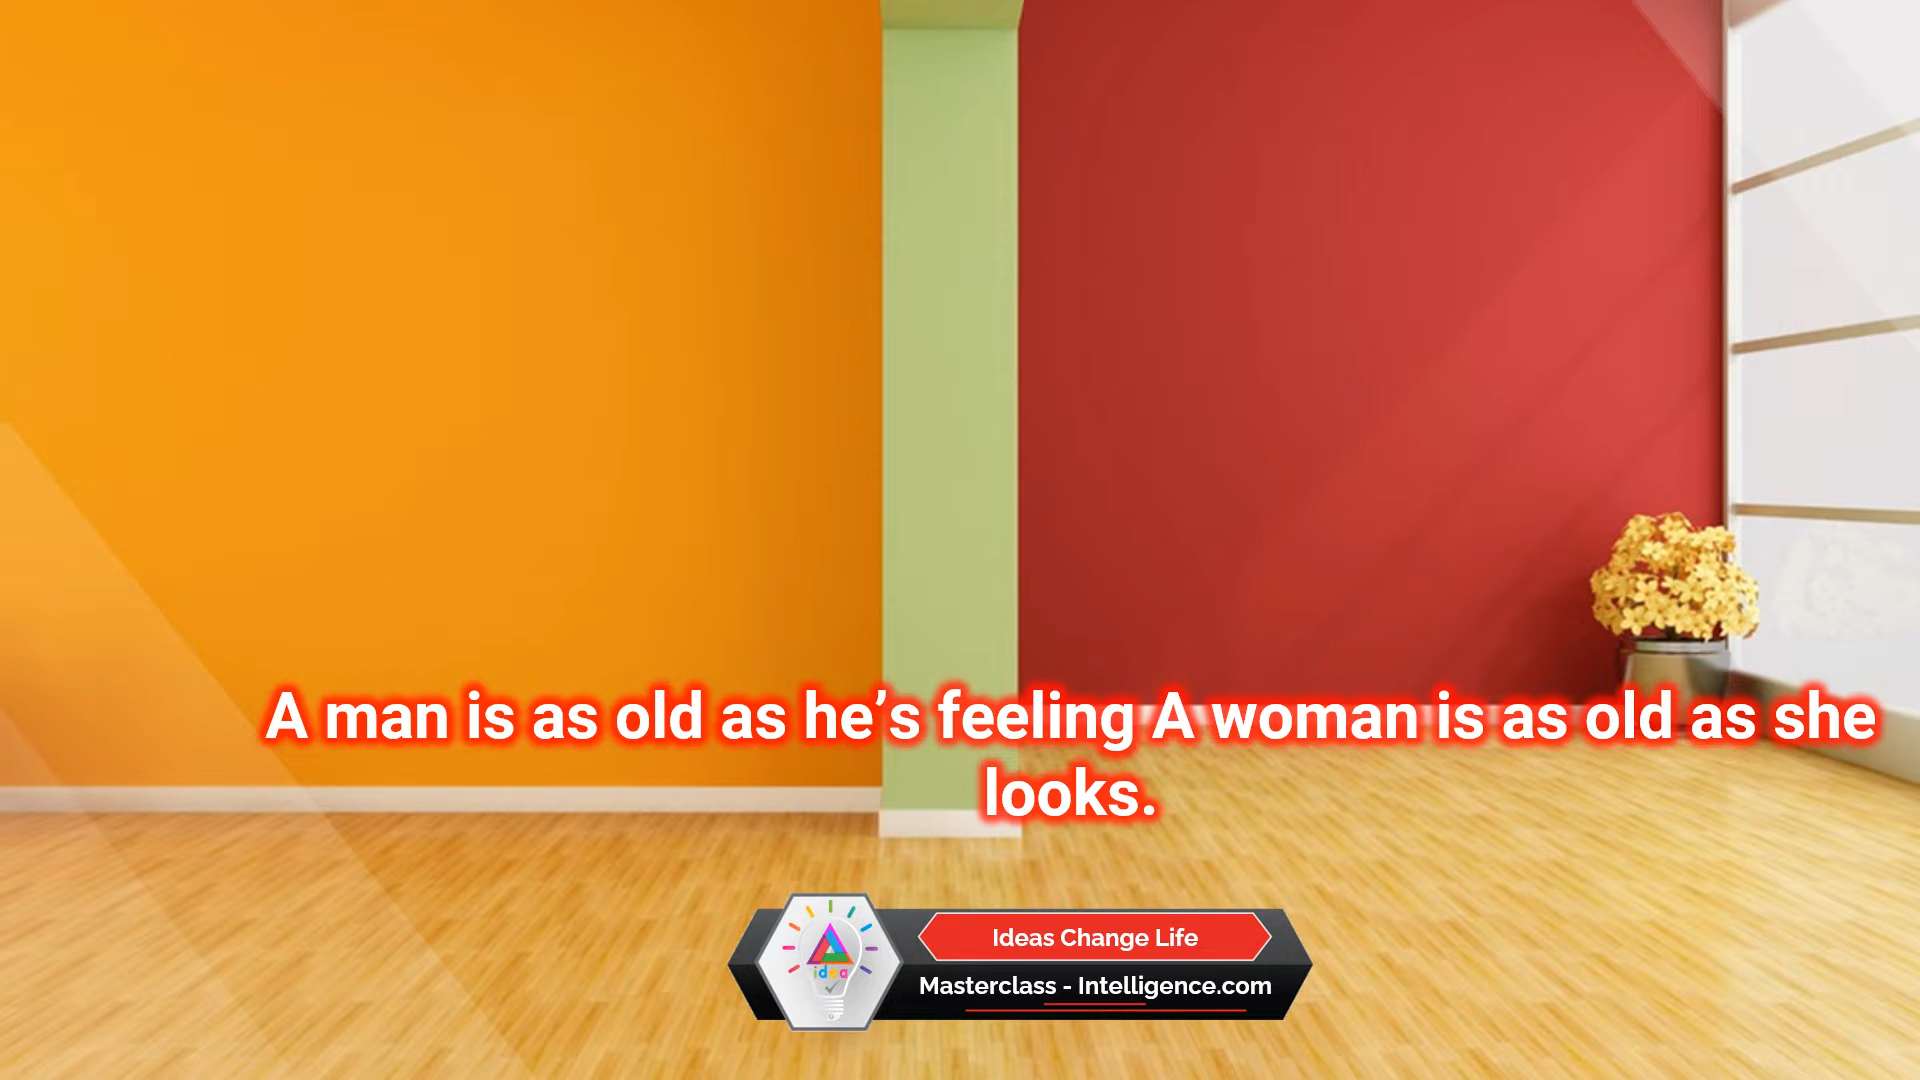 A man is as old as he’s feeling A woman is as old as she
looks.
idea
Ideas Change Life
Masterclass - Intelligence.com